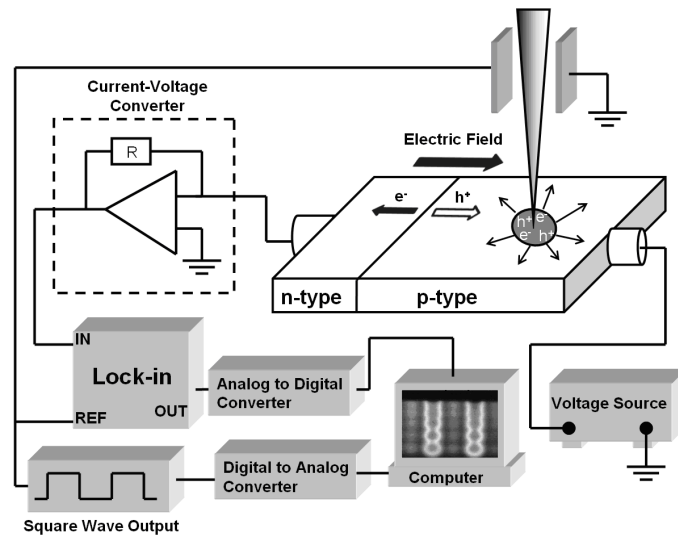 Current-Voltage
Converter
R
Electric Field
e-
h+
h+ e-
e- h+
n-type
p-type
IN
Lock-in
REF
OUT
Analog to Digital
Converter
Voltage Source
Digital to Analog
Converter
Computer
Square Wave Output